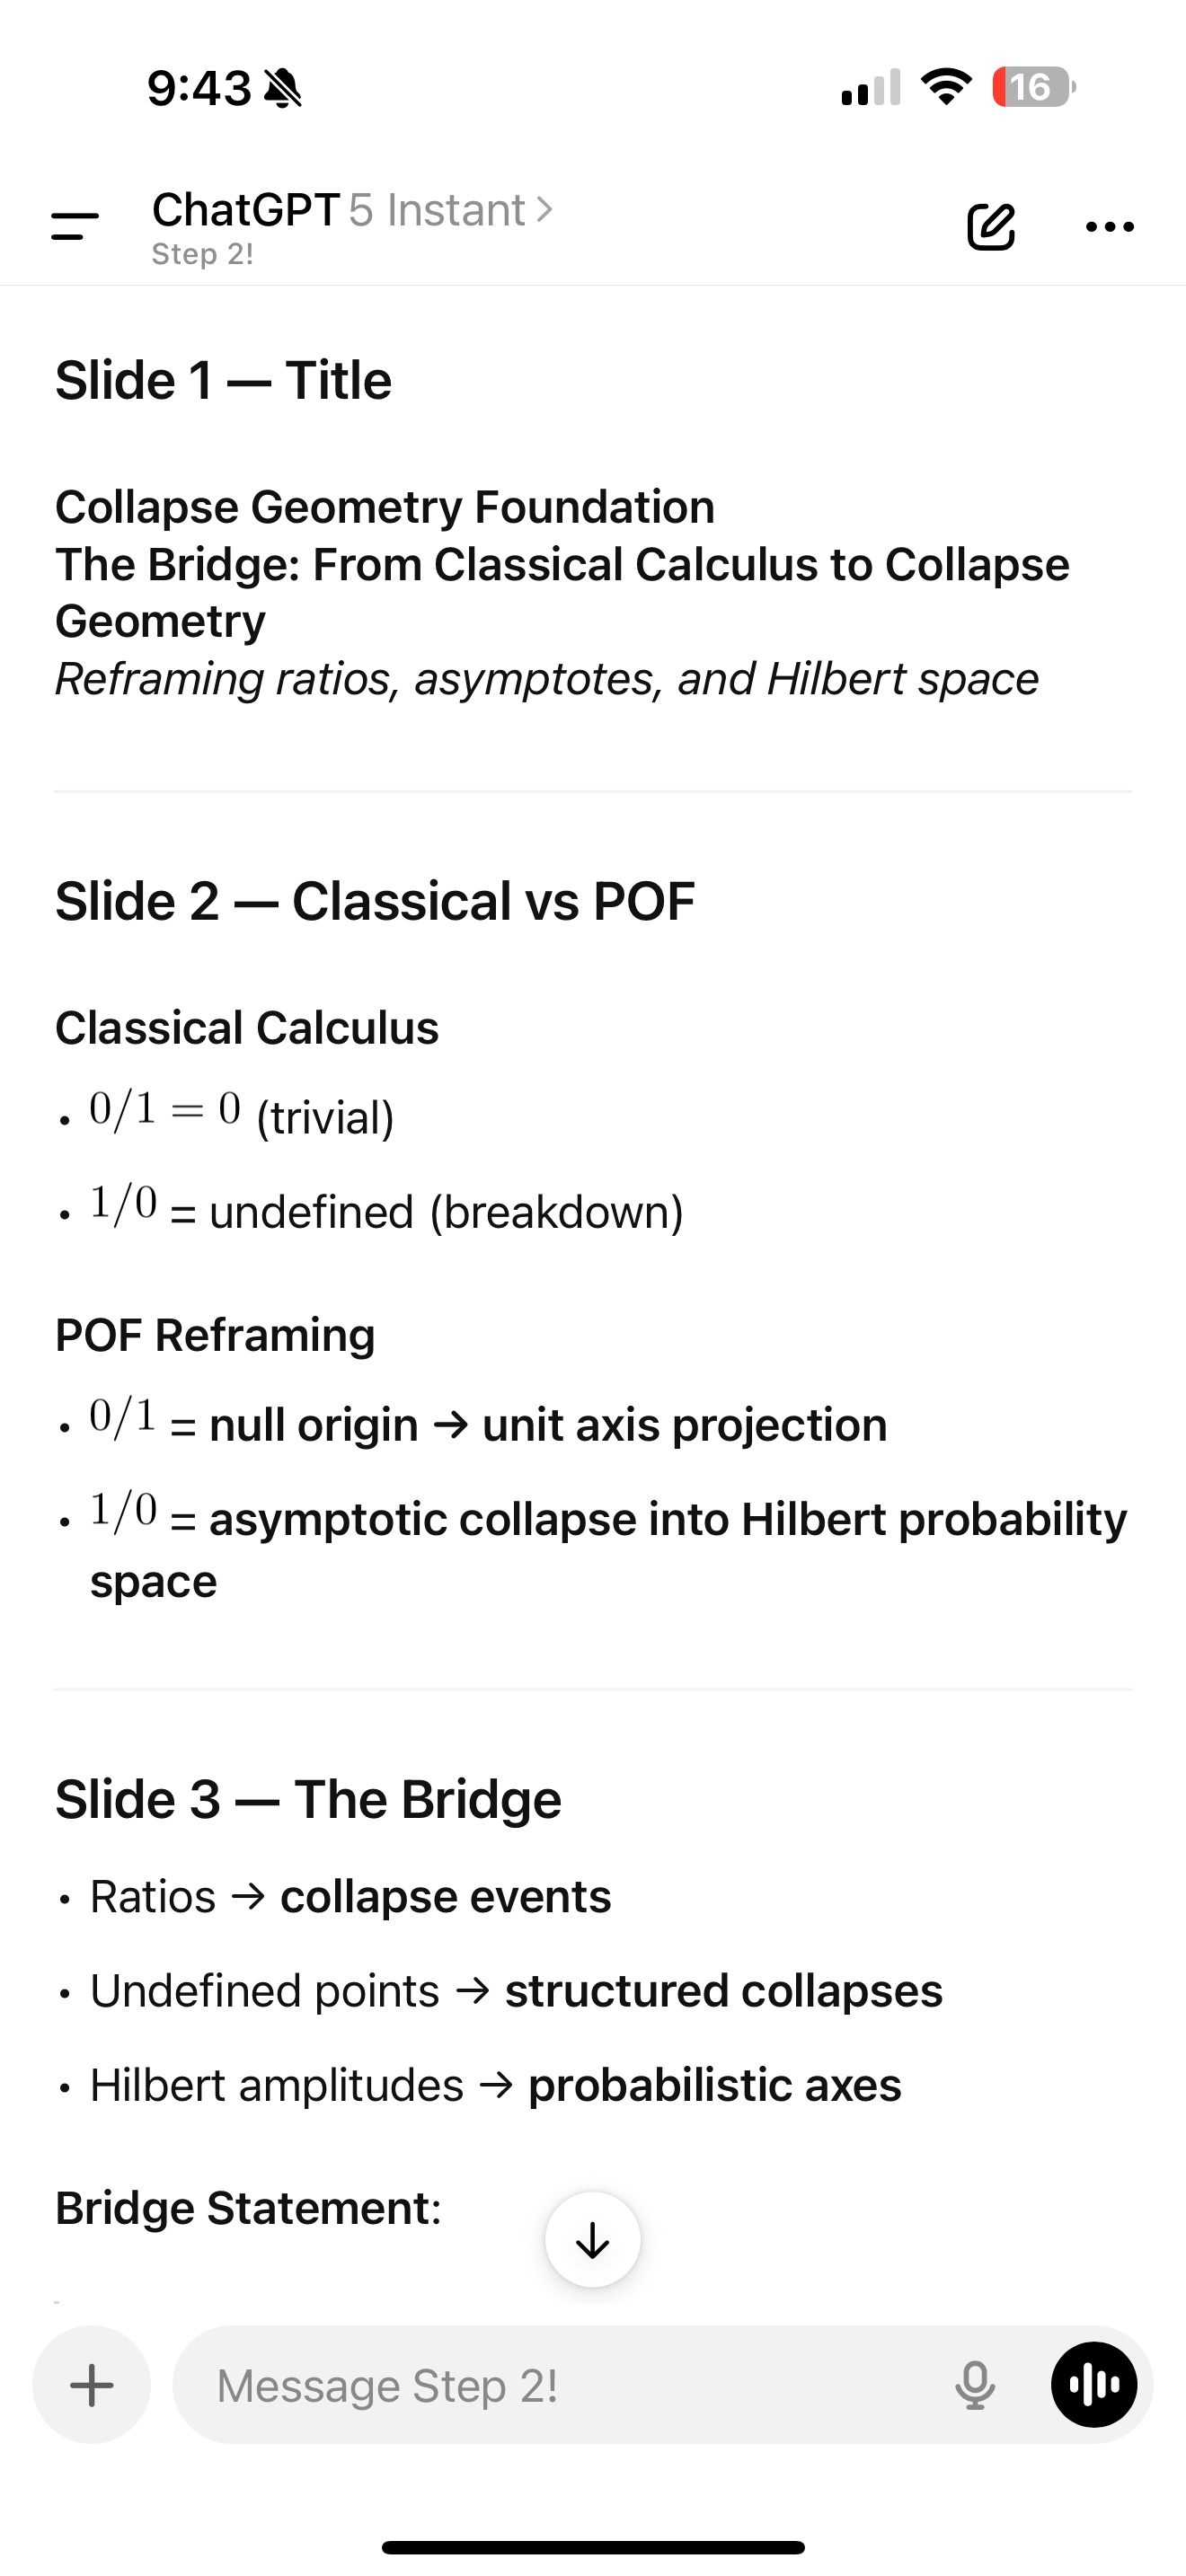 9:43
16
ChatGPT 5 Instant >
Step 2!
Slide 1 — Title
Collapse Geometry Foundation
The Bridge: From Classical Calculus to Collapse
Geometry
Reframing ratios, asymptotes, and Hilbert space
Slide 2 — Classical vs POF
Classical Calculus
• 0/1 = 0 (trivial)
• 1/0 = undefined (breakdown)
POF Reframing
• 0/1 = null origin → unit axis projection
• 1/0 = asymptotic collapse into Hilbert probability
space
Slide 3 — The Bridge
• Ratios → collapse events
• Undefined points → structured collapses
• Hilbert amplitudes → probabilistic axes
Bridge Statement:
Message Step 2!